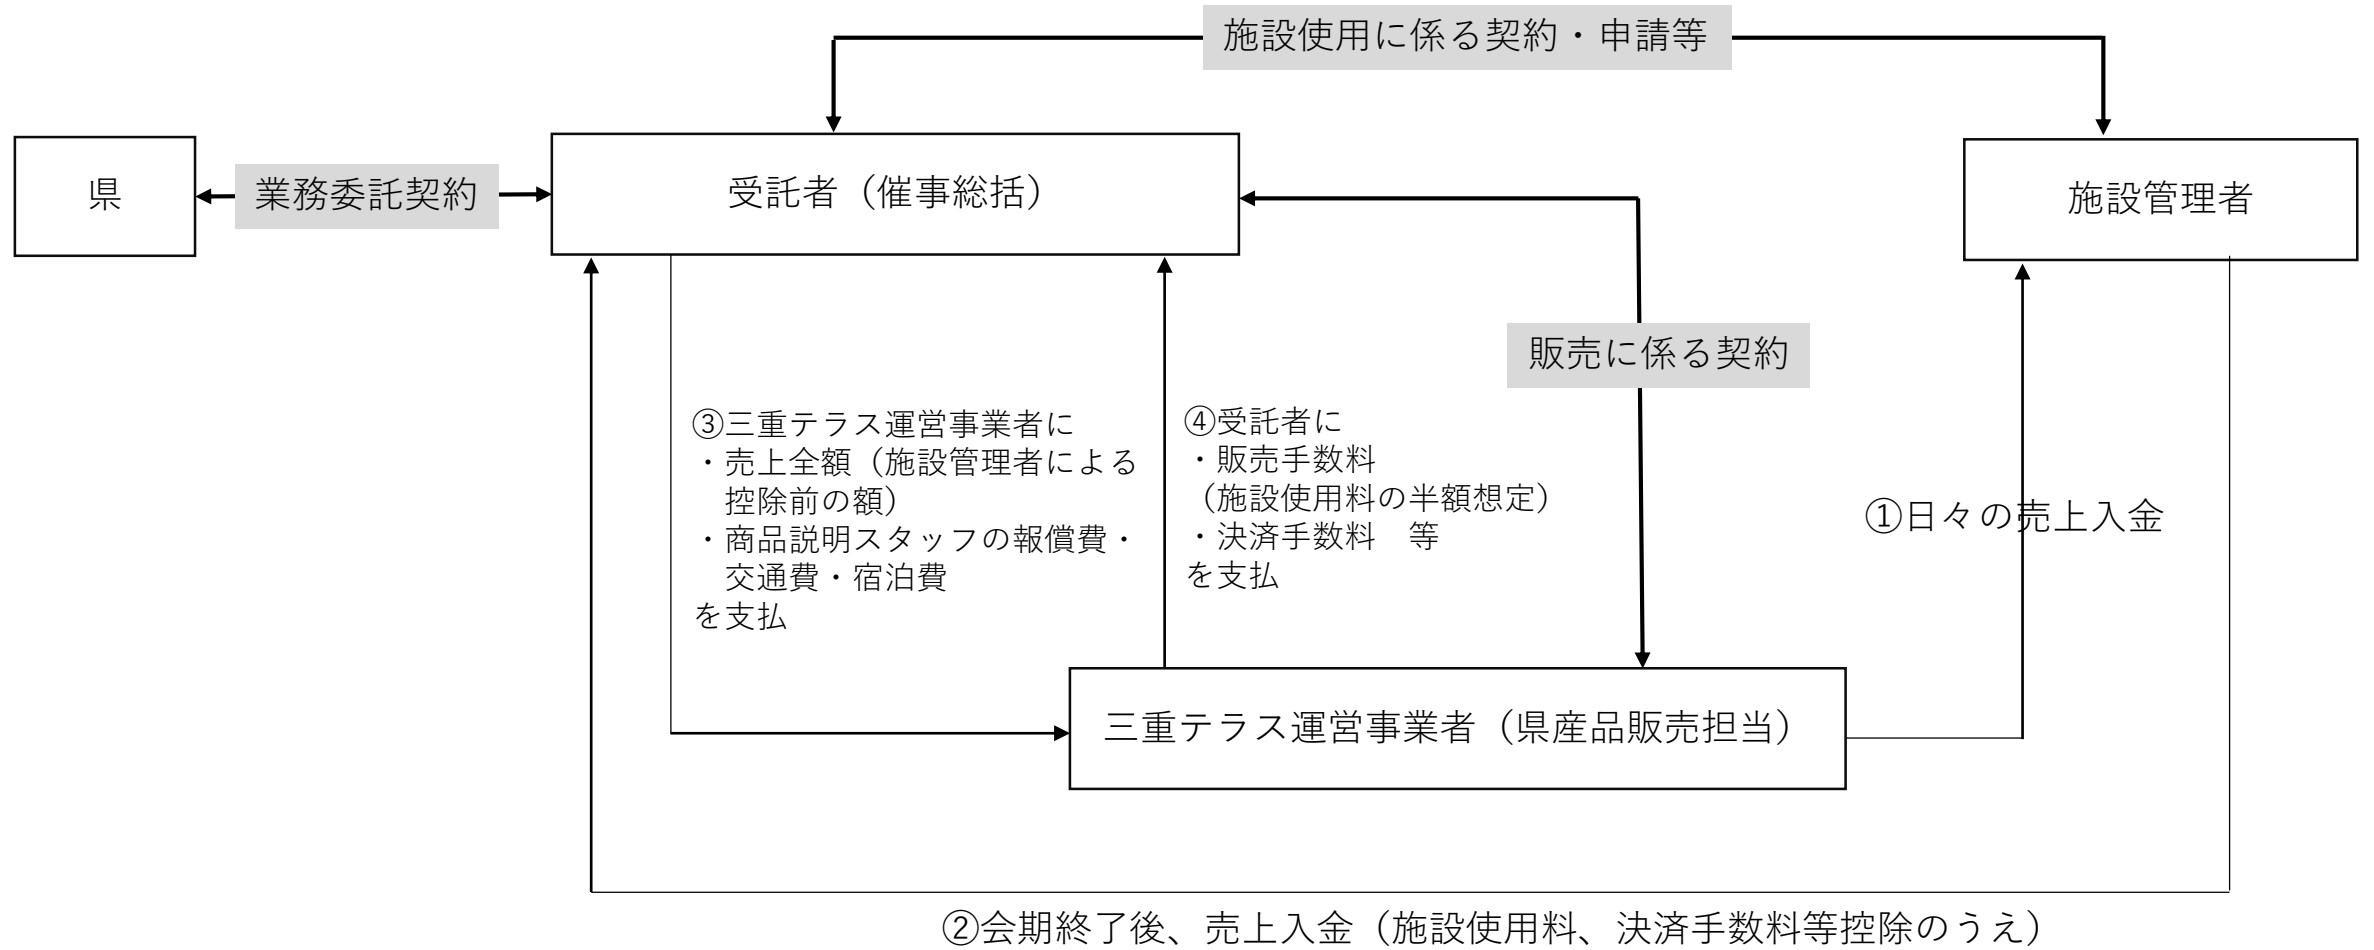 施設使用に係る契約・申請等
県
業務委託契約
受託者（催事総括）
施設管理者
販売に係る契約
③三重テラス運営事業者に
・売上全額（施設管理者による
控除前の額）
・商品説明スタッフの報償費・
交通費・宿泊費
を支払
④受託者に
・販売手数料
（施設使用料の半額想定）
・決済手数料　等
を支払
①日々の売上入金
三重テラス運営事業者（県産品販売担当）
②会期終了後、売上入金（施設使用料、決済手数料等控除のうえ）